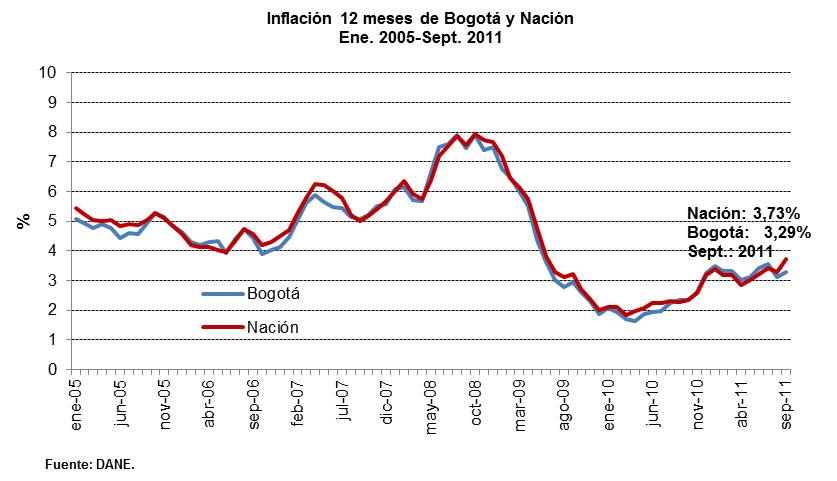 Inflación 12 meses de Bogotá y Nación
Ene. 2005-Sept. 2011
10
9
8
7
6
5
4
3
2
1
0
%
Nación: 3,73%
Bogotá: 3,29%
Sept.: 2011
Bogotá
Nación
ene-05
jun-05
nov-05
abr-06
sep-06
feb-07
jul-07
dic-07
may-08
oct-08
mar-09
ago-09
ene-10
jun-10
nov-10
abr-11
sep-11
Fuente: DANE.